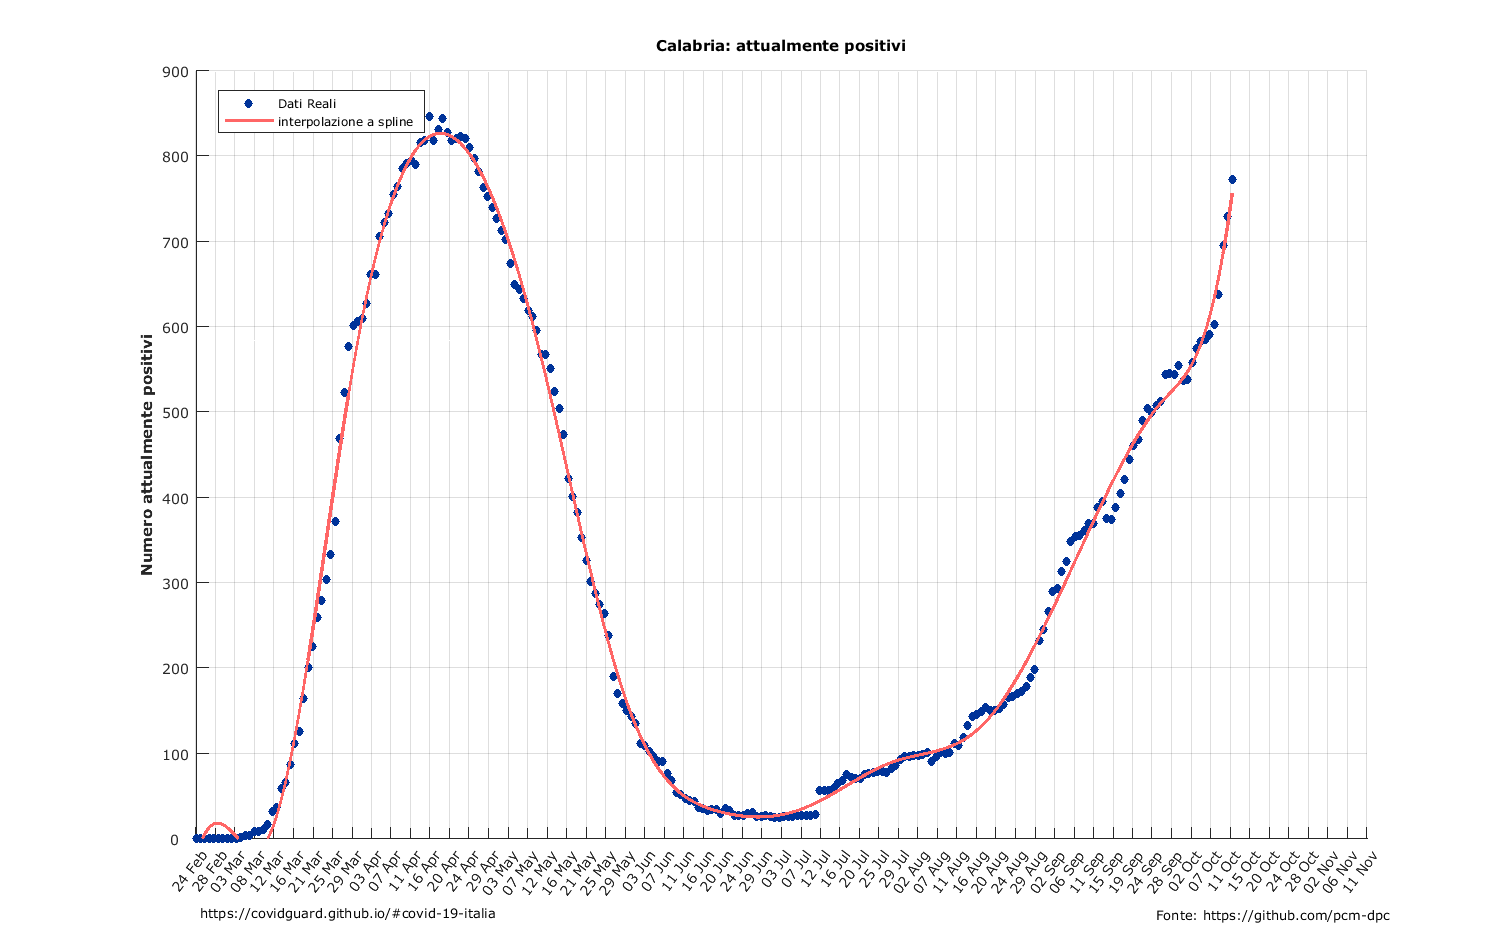 Calabria: attualmente positivi
Dati Reali
interpolazione a spline
Numero attualmente positivi
900
800
700
600
500
400
300
200
100
0
24 Feb
28 Feb
03 Mar
08 Mar
12 Mar
16 Mar
21 Mar
25 Mar
29 Mar
03 Apr
07 Apr
11 Apr
16 Apr
20 Apr
24 Apr
29 Apr
03 May
07 May
12 May
16 May
21 May
25 May
29 May
03 Jun
07 Jun
11 Jun
16 Jun
20 Jun
24 Jun
29 Jun
03 Jul
07 Jul
12 Jul
16 Jul
20 Jul
25 Jul
29 Jul
02 Aug
07 Aug
11 Aug
16 Aug
20 Aug
24 Aug
29 Aug
02 Sep
06 Sep
11 Sep
15 Sep
19 Sep
24 Sep
28 Sep
02 Oct
07 Oct
11 Oct
15 Oct
20 Oct
24 Oct
28 Oct
02 Nov
06 Nov
11 Nov
https://covidguard.github.io/#covid-19-italia
Fonte: https://github.com/pcm-dpc